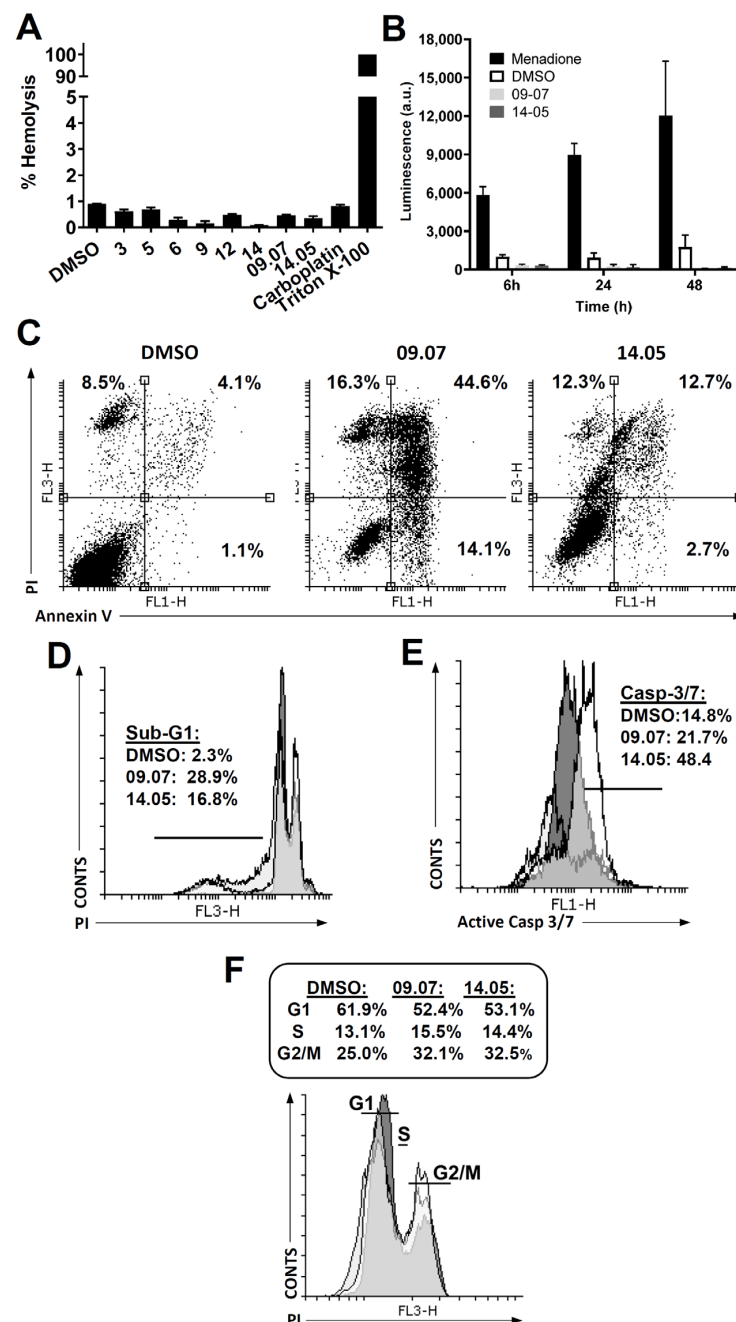 A
% Hemolysis
100
90
5
4
3
2
1
0
DMSO
3
5
6
9
12
14
09.07
14.05
Carboplatin
Triton X-100
B
Luminescence (a.u.)
18,000
15,000
12,000
9,000
6,000
3,000
0
Menadione
DMSO
09-07
14-05
6h
24
48
Time (h)
C
DMSO
09.07
14.05
8.5%
4.1%
1.1%
16.3%
44.6%
14.1%
12.3%
12.7%
2.7%
FL3-H
FL3-H
FL3-H
PI
FL1-H
FL1-H
FL1-H
Annexin V
D
Sub-G1:
DMSO: 2.3%
09.07: 28.9%
14.05: 16.8%
CONTS
FL3-H
PI
E
Casp-3/7:
DMSO:14.8%
09.07: 21.7%
14.05: 48.4
CONTS
FL1-H
Active Casp 3/7
F
DMSO: 09.07: 14.05:
G1 61.9% 52.4% 53.1%
S 13.1% 15.5% 14.4%
G2/M 25.0% 32.1% 32.5%
G1
S
G2/M
CONTS
FL3-H
PI